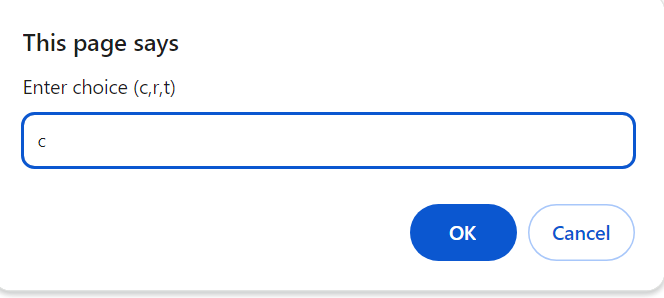 This page says
Enter choice (c,r,t)
c
OK
Cancel